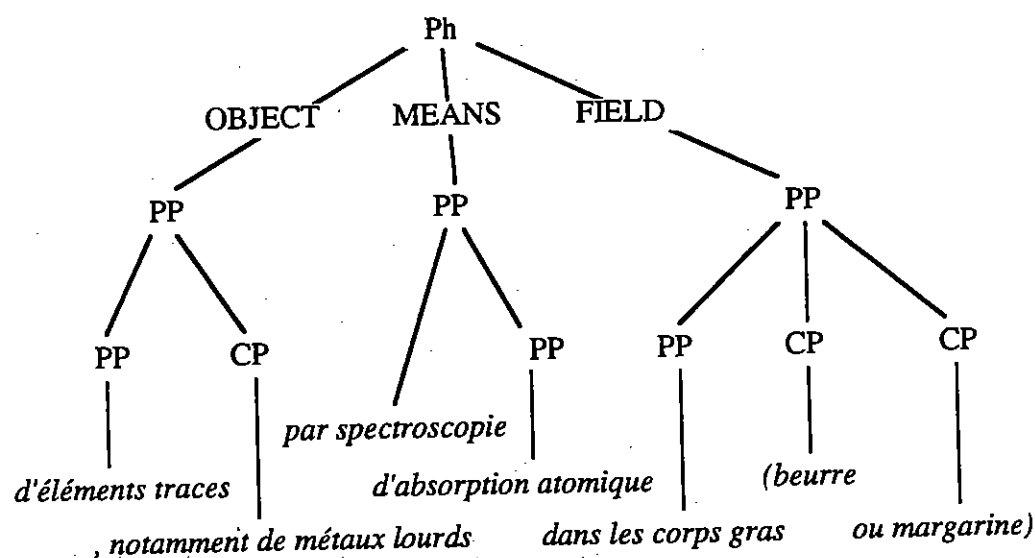 Ph
OBJECT MEANS FIELD
PP PP PP
PP CP PP PP CP CP
par spectroscopie
d'éléments traces d'absorption atomique (beurre
, notamment de métaux lourds dans les corps gras ou margarine)